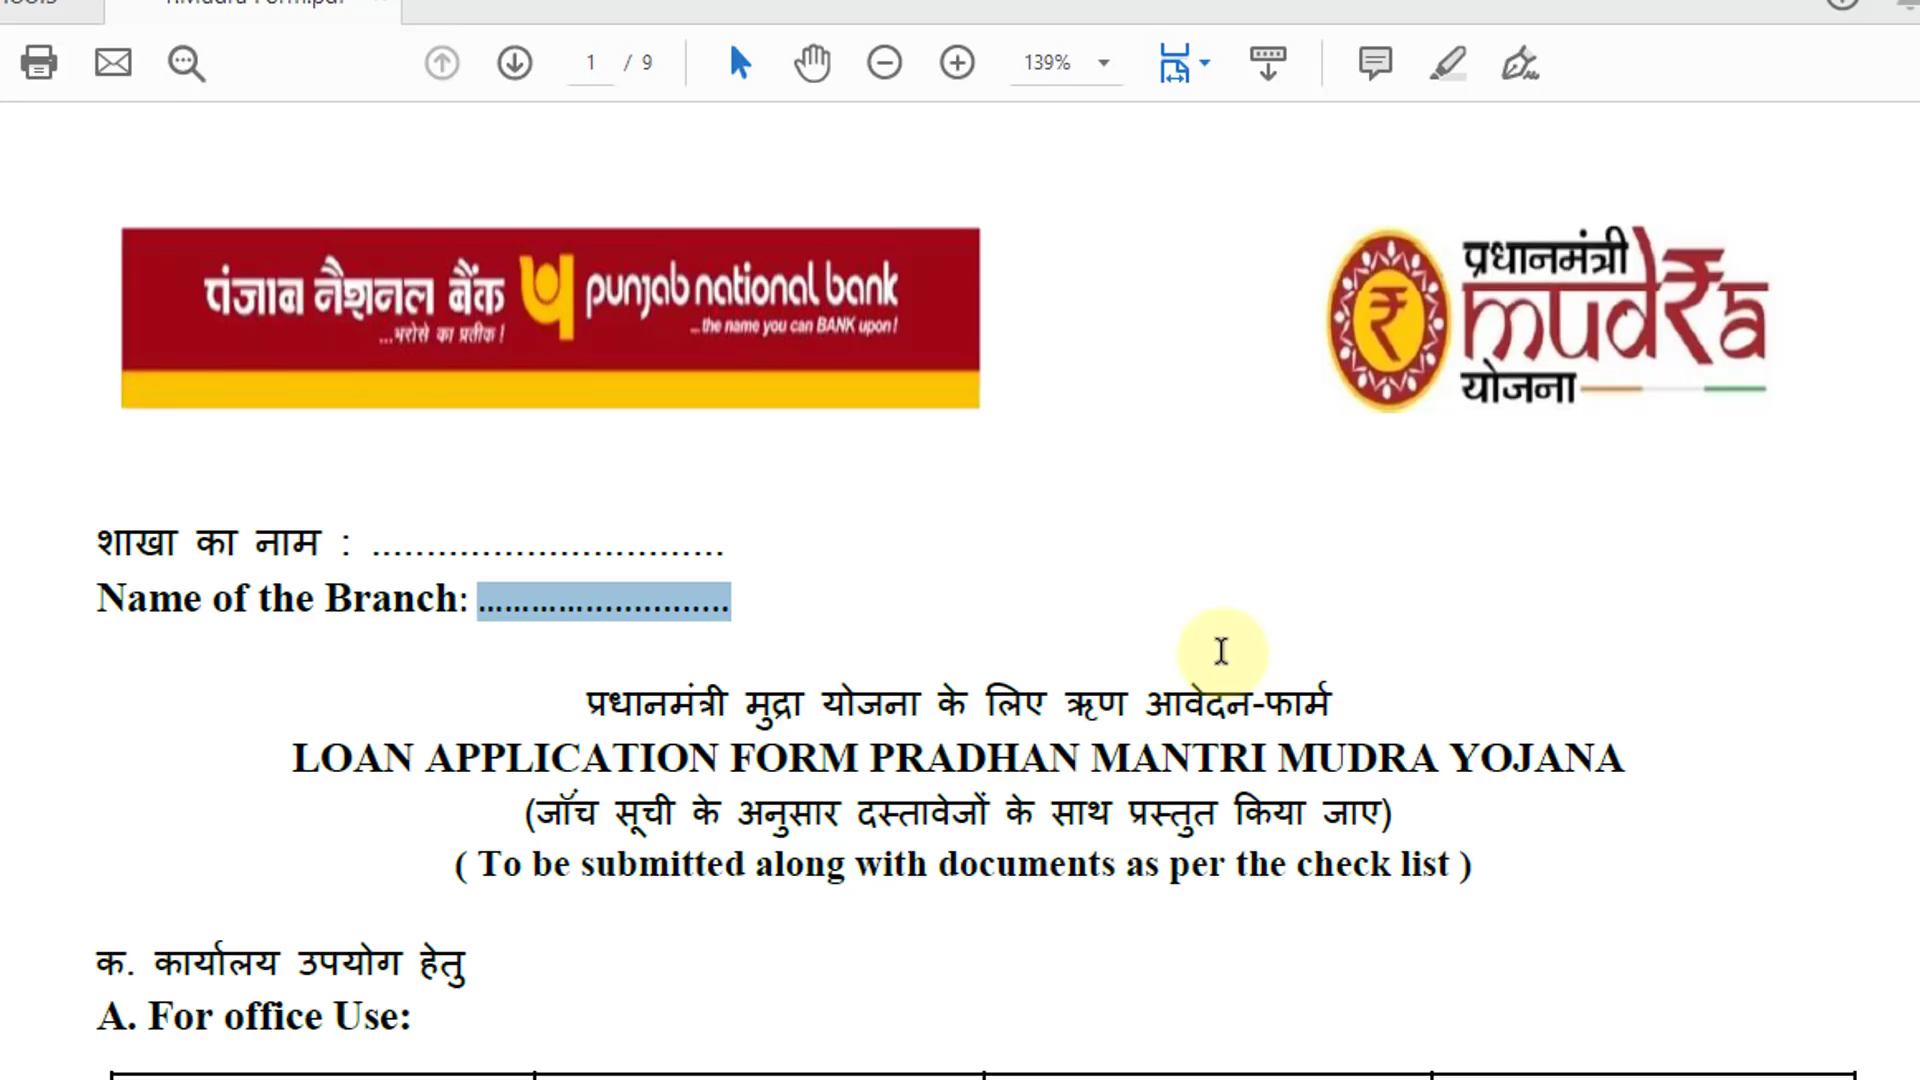 1 / 9
139%
पंजाब नैशनल बैंक punjab national bank
...भरोसे का प्रतीक ! ...the name you can BANK upon !
प्रधानमंत्री
mudra
योजना
शाखा का नाम : ................................
Name of the Branch: ..........................
प्रधानमंत्री मुद्रा योजना के लिए ऋण आवेदन-फार्म
LOAN APPLICATION FORM PRADHAN MANTRI MUDRA YOJANA
(जॉंच सूची के अनुसार दस्तावेजों के साथ प्रस्तुत किया जाए)
( To be submitted along with documents as per the check list )
क. कार्यालय उपयोग हेतु
A. For office Use: